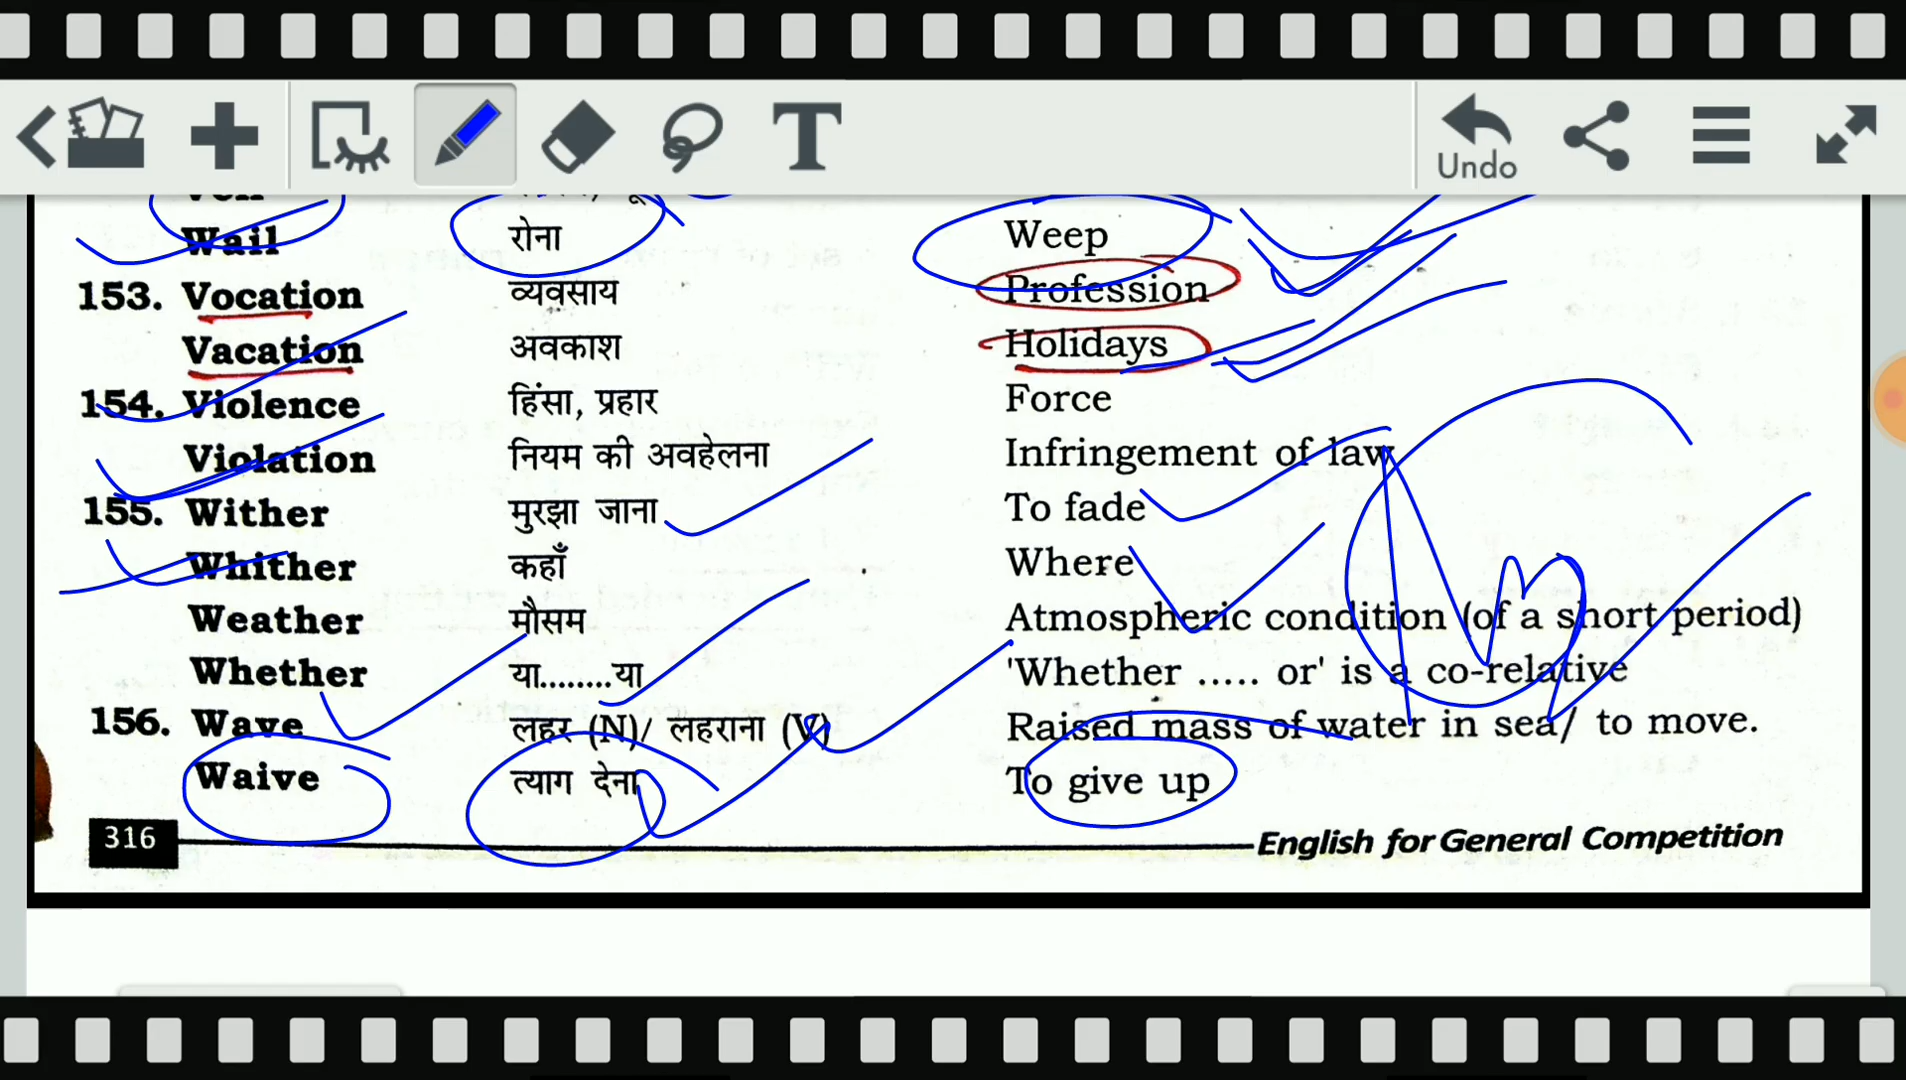 Undo
Wail रोना Weep
153. Vocation व्यवसाय Profession
Vacation अवकाश Holidays
154. Violence हिंसा, प्रहार Force
Violation नियम की अवहेलना Infringement of law
155. Wither मुरझा जाना To fade
Whither कहाँ Where
Weather मौसम Atmospheric condition (of a short period)
Whether या........या 'Whether ..... or' is a co-relative
156. Wave लहर (N)/ लहराना (V) Raised mass of water in sea/ to move.
Waive त्याग देना To give up
316 English for General Competition